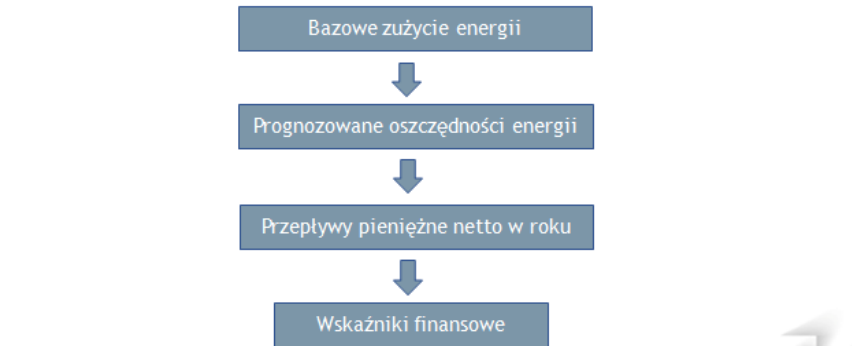 Bazowe zużycie energii
Prognozowane oszczędności energii
Przepływy pieniężne netto w roku
Wskaźniki finansowe